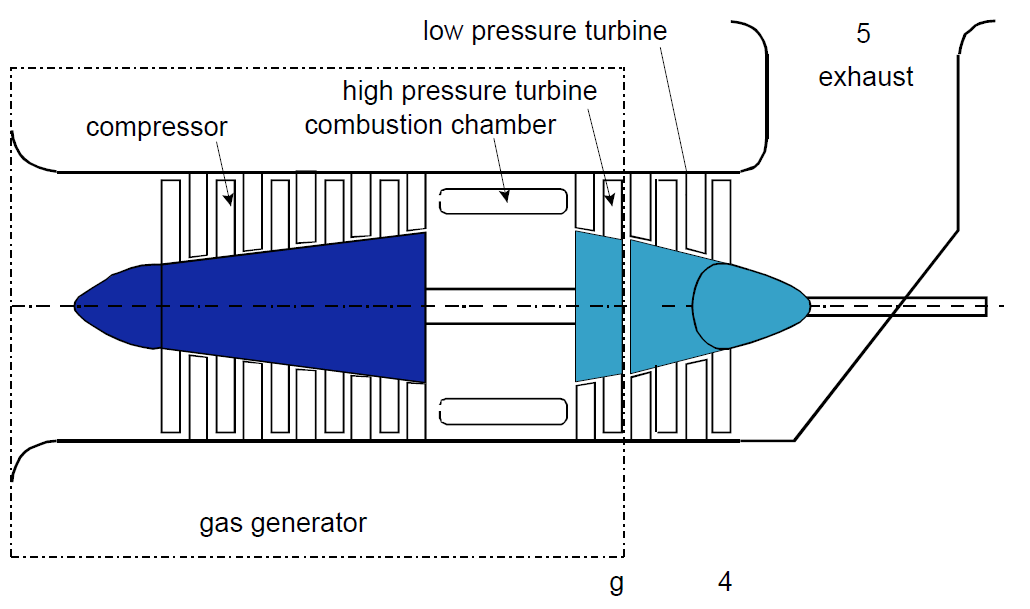 low pressure turbine
5
exhaust
high pressure turbine
combustion chamber
compressor
gas generator
g
4